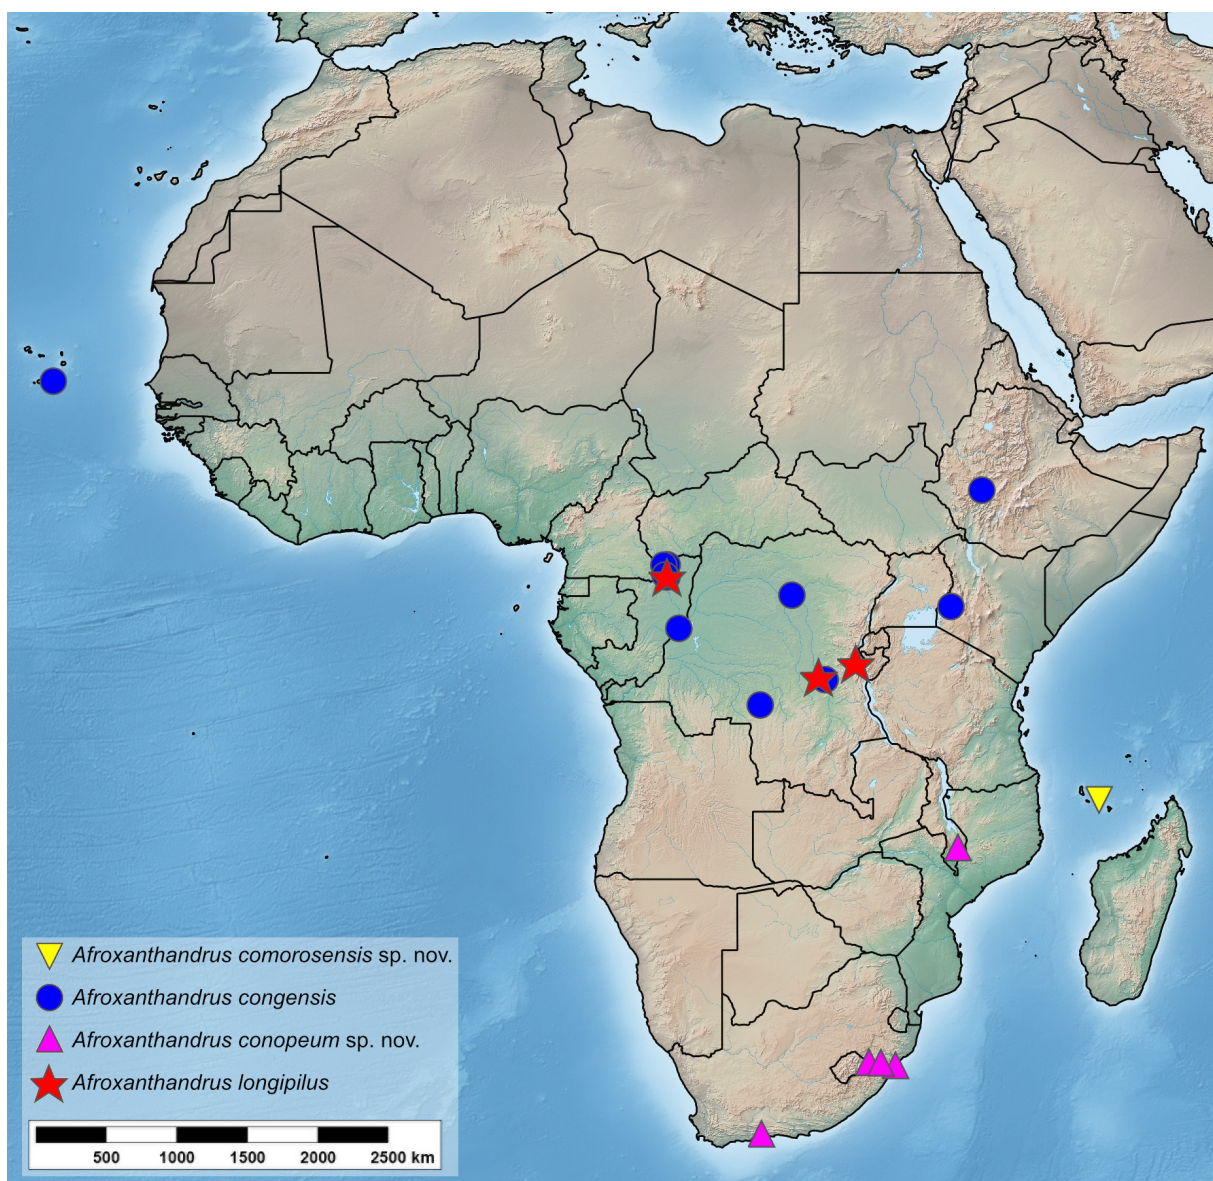 Afroxanthandrus comorosensis sp. nov.
Afroxanthandrus congensis
Afroxanthandrus conopeum sp. nov.
Afroxanthandrus longipilus
500 1000 1500 2000 2500 km